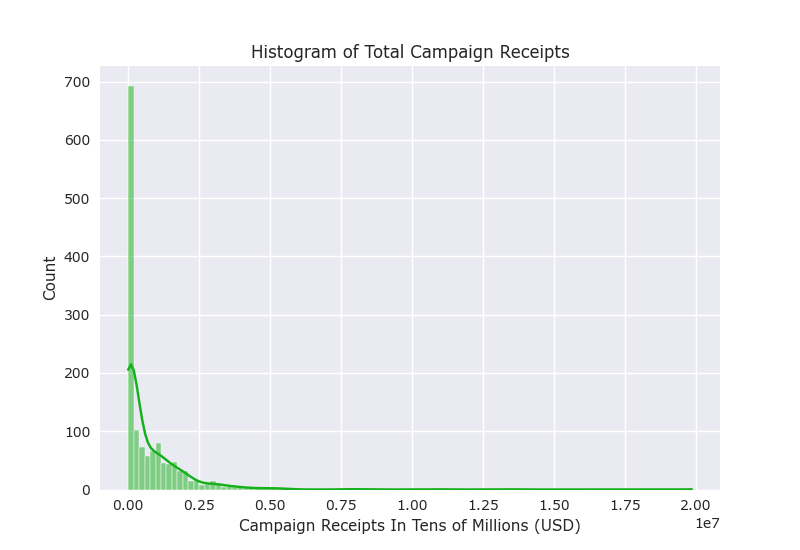 Histogram of Total Campaign Receipts
700
600
500
400
300
200
100
0
Count
0.00 0.25 0.50 0.75 1.00 1.25 1.50 1.75 2.00
1e7
Campaign Receipts In Tens of Millions (USD)